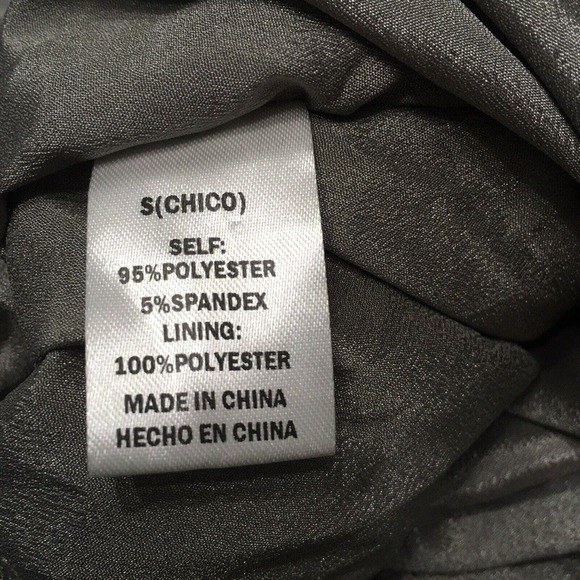 S(CHICO)
SELF:
95%POLYESTER
5%SPANDEX
LINING:
100%POLYESTER
MADE IN CHINA
HECHO EN CHINA